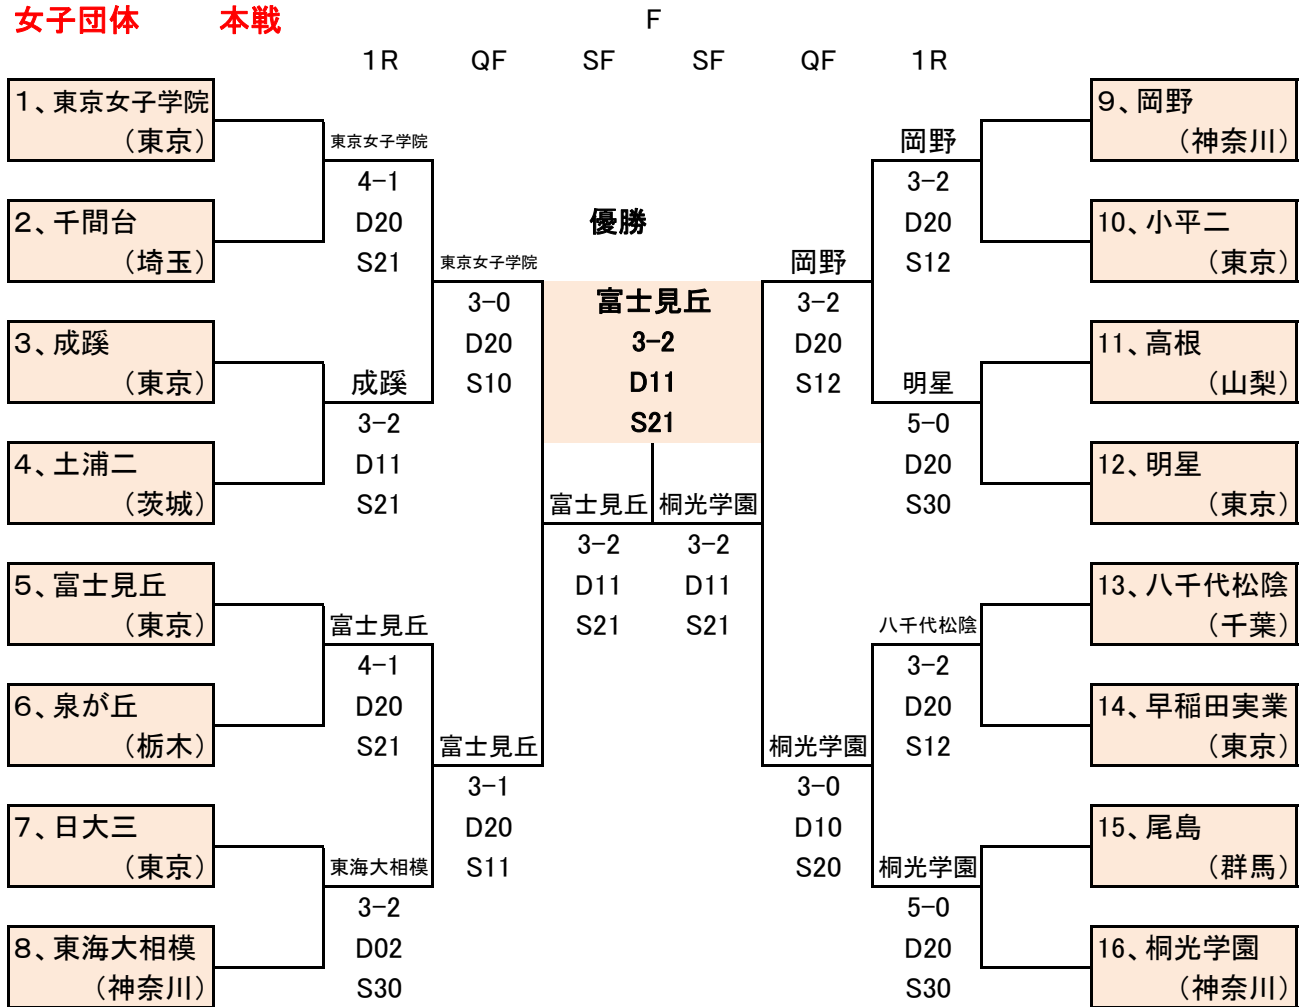 女子団体 本戦
F
1R QF SF SF QF 1R
1、東京女子学院
（東京）
2、千間台
（埼玉）
3、成蹊
（東京）
4、土浦二
（茨城）
5、富士見丘
（東京）
6、泉が丘
（栃木）
7、日大三
（東京）
8、東海大相模
（神奈川）
東京女子学院
4-1
D20
S21
成蹊
3-2
D11
S21
富士見丘
4-1
D20
S21
東海大相模
3-2
D02
S30
東京女子学院
3-0
D20
S10
富士見丘
3-1
D20
S11
優勝
富士見丘
3-2
D11
S21
富士見丘
3-2
D11
S21
桐光学園
3-2
D11
S21
岡野
3-2
D20
S12
桐光学園
3-0
D10
S20
岡野
3-2
D20
S12
明星
5-0
D20
S30
八千代松陰
3-2
D20
S12
桐光学園
5-0
D20
S30
9、岡野
（神奈川）
10、小平二
（東京）
11、高根
（山梨）
12、明星
（東京）
13、八千代松陰
（千葉）
14、早稲田実業
（東京）
15、尾島
（群馬）
16、桐光学園
（神奈川）